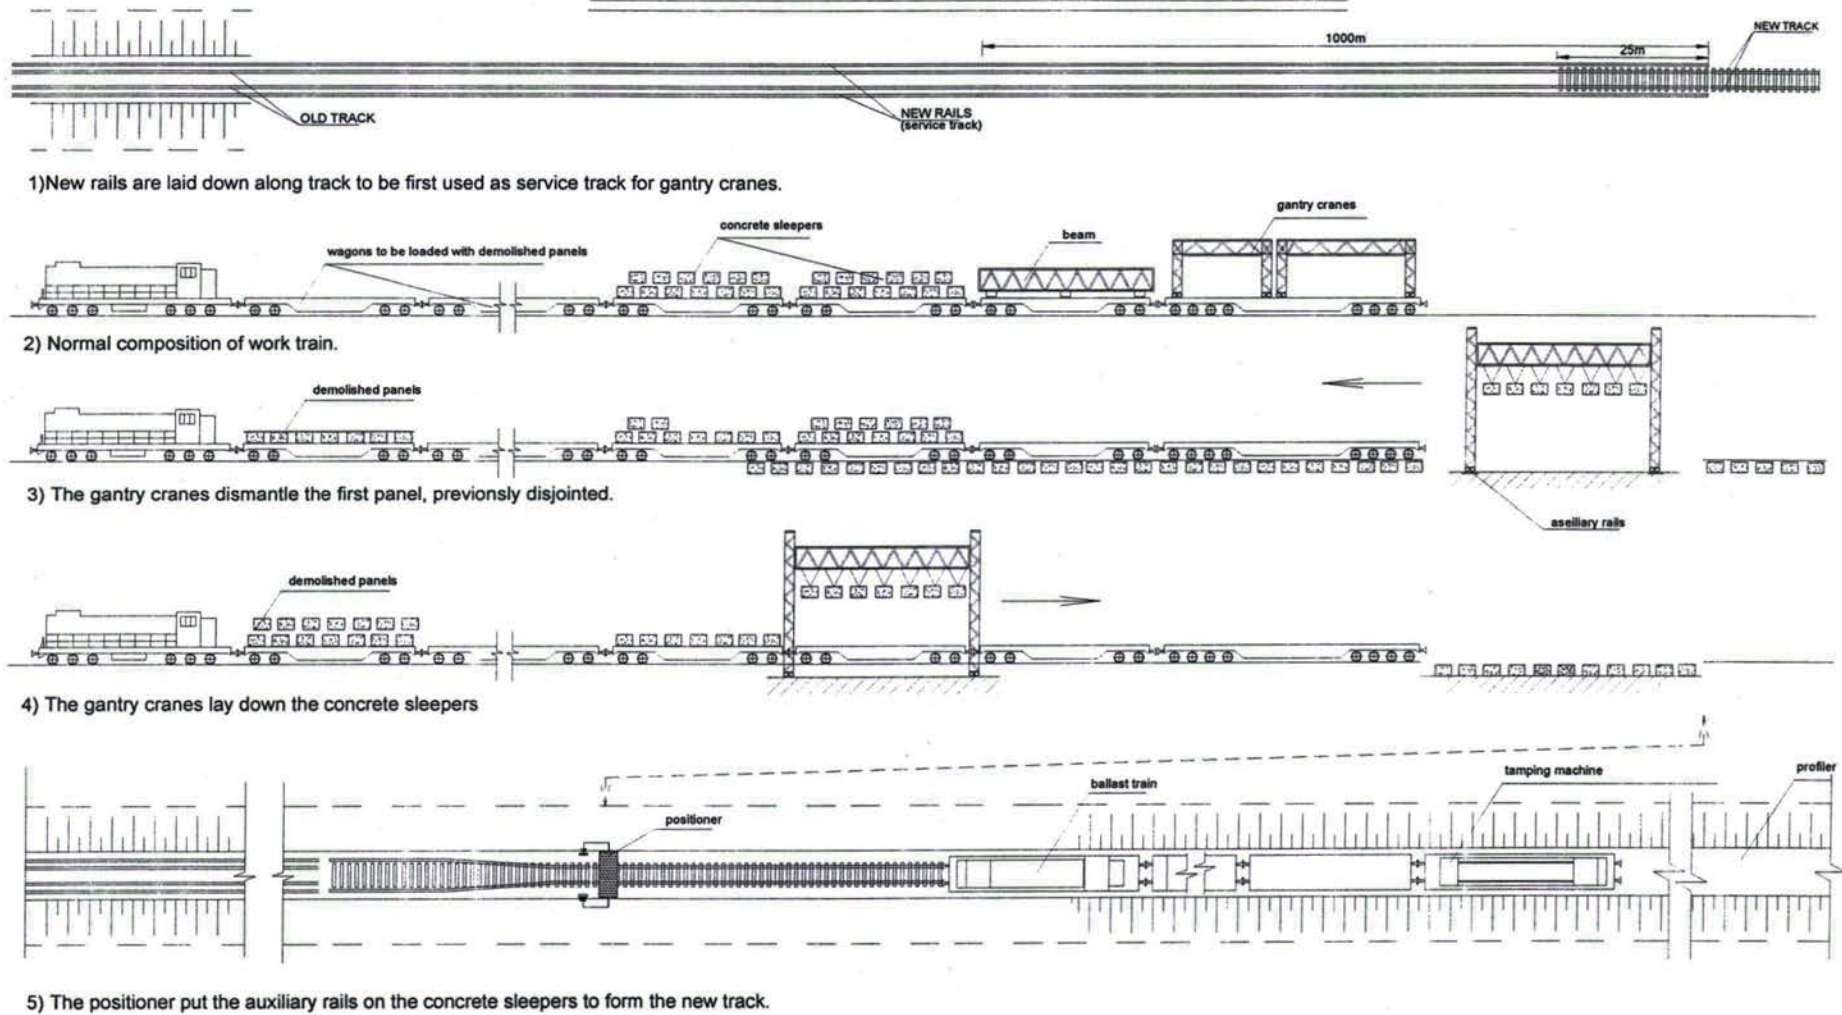 1000m
NEW TRACK
25m
OLD TRACK
NEW RAILS
(service track)
1)New rails are laid down along track to be first used as service track for gantry cranes.
gantry cranes
concrete sleepers
beam
wagons to be loaded with demolished panels
2) Normal composition of work train.
demolished panels
3) The gantry cranes dismantle the first panel, previonsly disjointed.
aseiliary rails
demolished panels
4) The gantry cranes lay down the concrete sleepers
ballast train
tamping machine
profiler
positioner
5) The positioner put the auxiliary rails on the concrete sleepers to form the new track.